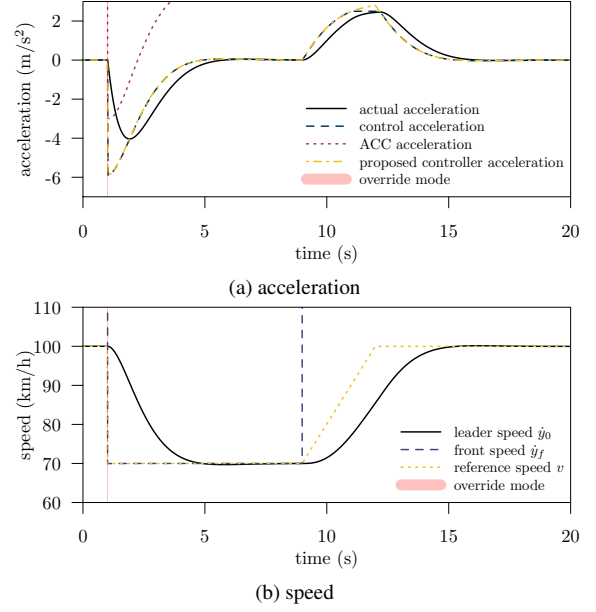 2
0
-2
-4
-6
acceleration (m/s²)
actual acceleration
control acceleration
ACC acceleration
proposed controller acceleration
override mode
0 5 10 15 20
time (s)
(a) acceleration
110
100
90
80
70
60
speed (km/h)
leader speed ẏ₀
front speed ẏf
reference speed v
override mode
0 5 10 15 20
time (s)
(b) speed